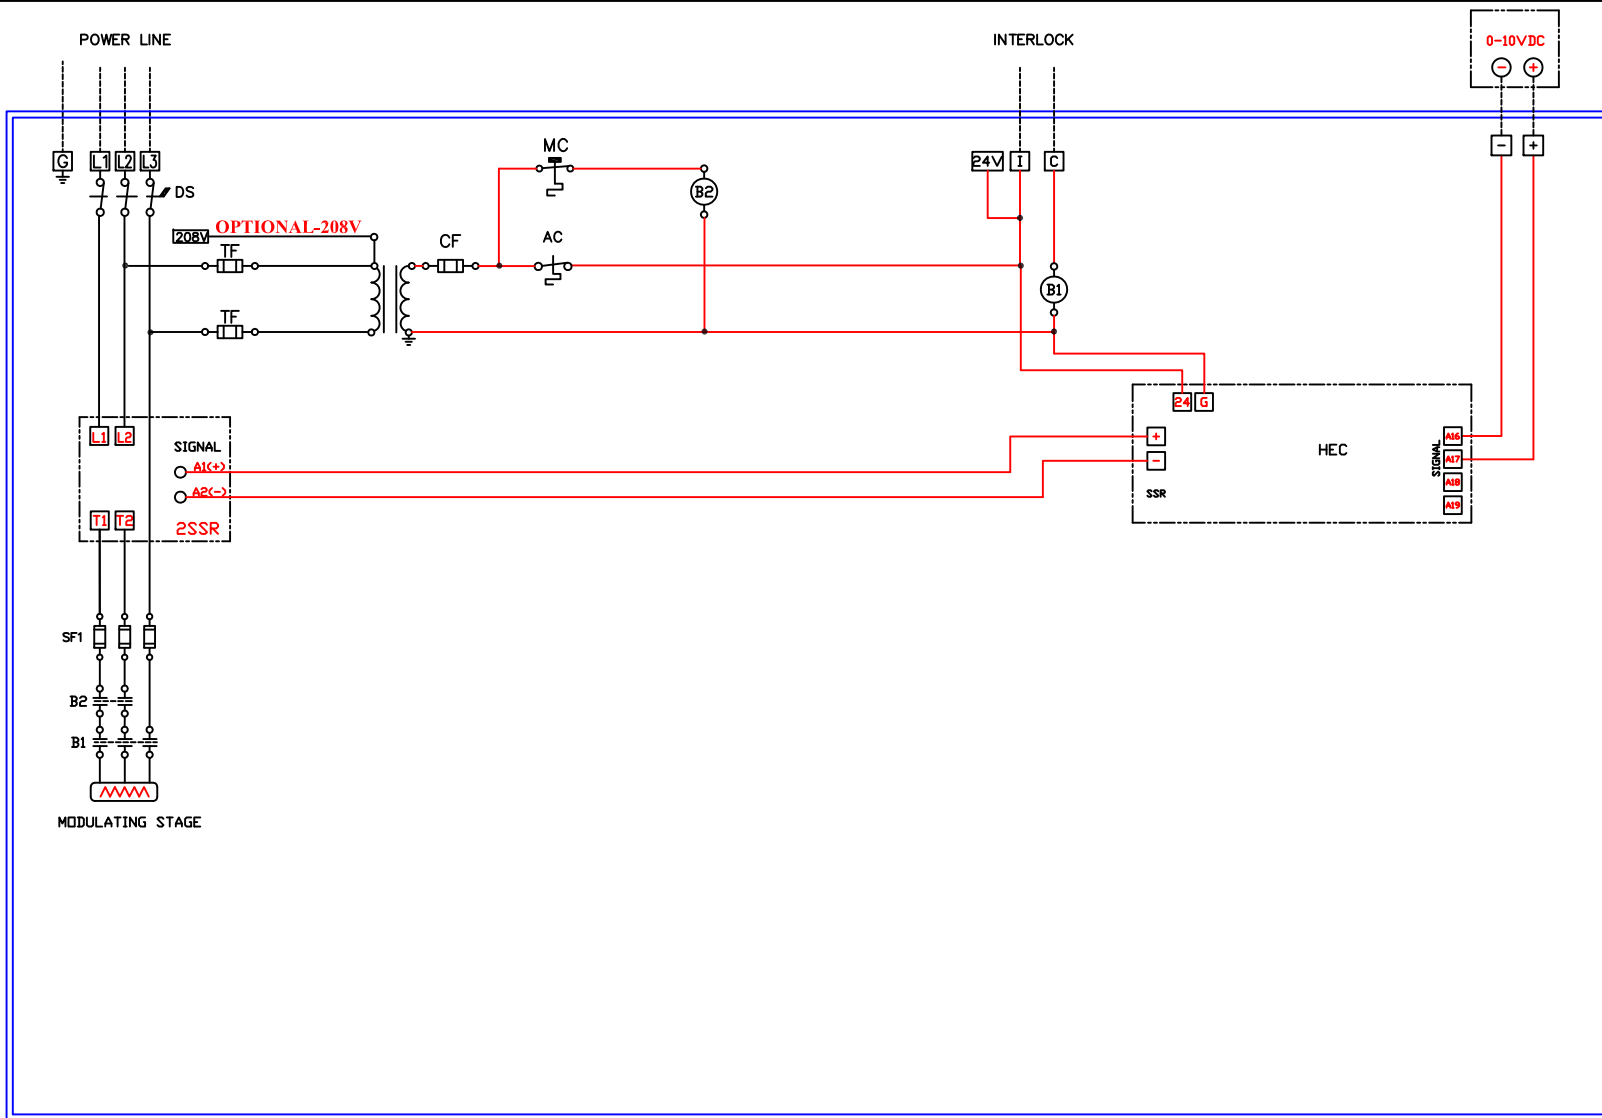 POWER LINE
INTERLOCK
0-10VDC
- +
G L1 L2 L3
24V I C
- +
MC
DS
B2
208V OPTIONAL-208V
TF
CF
AC
B1
TF
24 G
L1 L2
SIGNAL
A1(+)
A2(-)
T1 T2
2SSR
+
-
SSR
HEC
SIGNAL
A16
A17
A18
A19
SF1
B2
B1
MODULATING STAGE